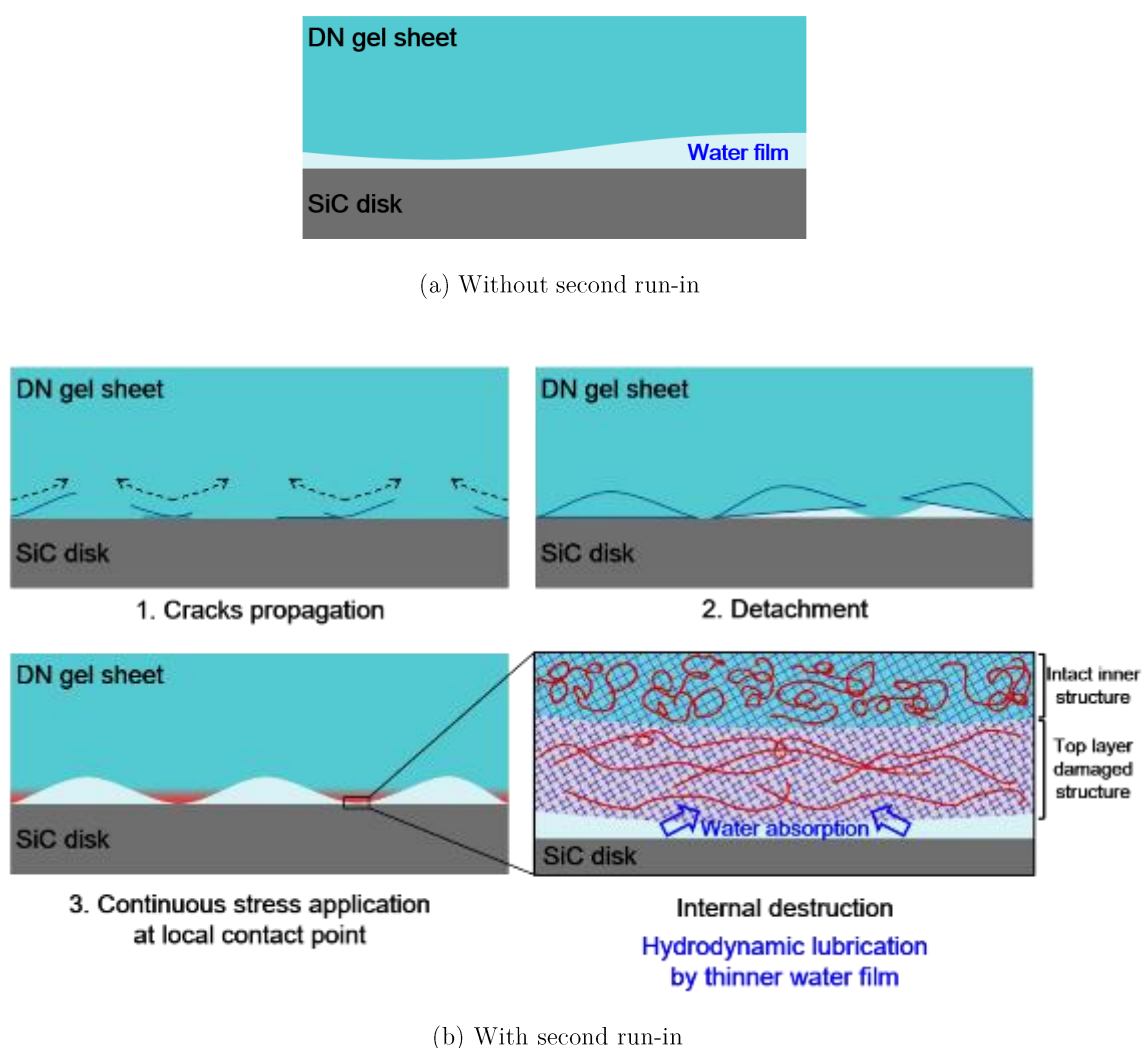 DN gel sheet
Water film
SiC disk
(a) Without second run-in
DN gel sheet
SiC disk
1. Cracks propagation
DN gel sheet
SiC disk
2. Detachment
DN gel sheet
SiC disk
3. Continuous stress application
at local contact point
Intact inner
structure
Top layer
damaged
structure
Water absorption
SiC disk
Internal destruction
Hydrodynamic lubrication
by thinner water film
(b) With second run-in